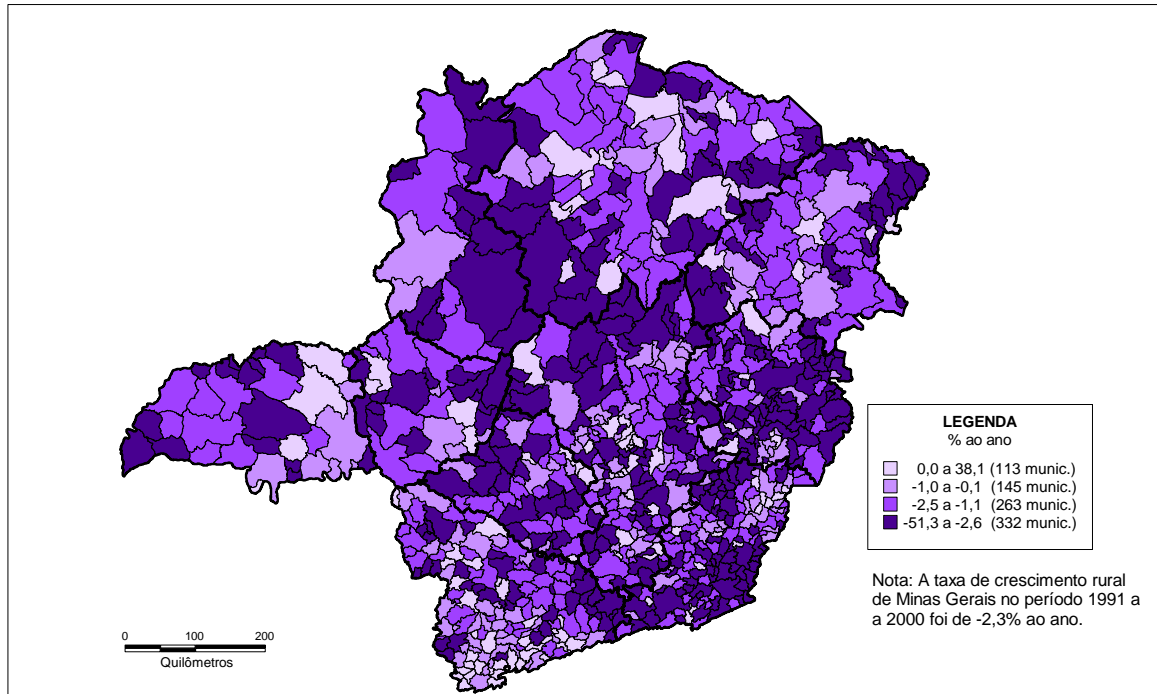 LEGENDA
% ao ano
0,0 a 38,1 (113 munic.)
-1,0 a -0,1 (145 munic.)
-2,5 a -1,1 (263 munic.)
-51,3 a -2,6 (332 munic.)
Nota: A taxa de crescimento rural
de Minas Gerais no período 1991 a
a 2000 foi de -2,3% ao ano.
0 100 200
Quilômetros